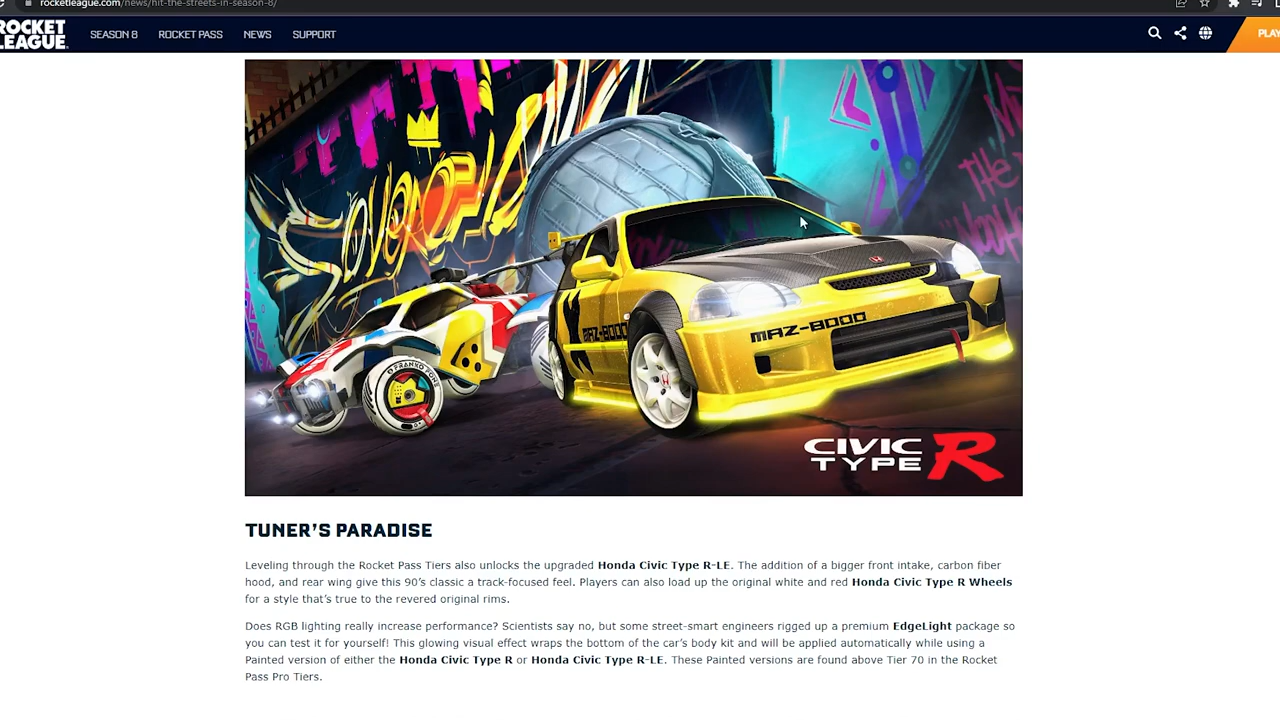 rocketleague.com/news/hit-the-streets-in-season-8/
ROCKET
LEAGUE
SEASON 8
ROCKET PASS
NEWS
SUPPORT
PLAY
MAZ-8000
MAZ-8000
FRANKO FONE
CIVIC
TYPE R
TUNER'S PARADISE
Leveling through the Rocket Pass Tiers also unlocks the upgraded Honda Civic Type R-LE. The addition of a bigger front intake, carbon fiber
hood, and rear wing give this 90's classic a track-focused feel. Players can also load up the original white and red Honda Civic Type R Wheels
for a style that's true to the revered original rims.
Does RGB lighting really increase performance? Scientists say no, but some street-smart engineers rigged up a premium EdgeLight package so
you can test it for yourself! This glowing visual effect wraps the bottom of the car's body kit and will be applied automatically while using a
Painted version of either the Honda Civic Type R or Honda Civic Type R-LE. These Painted versions are found above Tier 70 in the Rocket
Pass Pro Tiers.